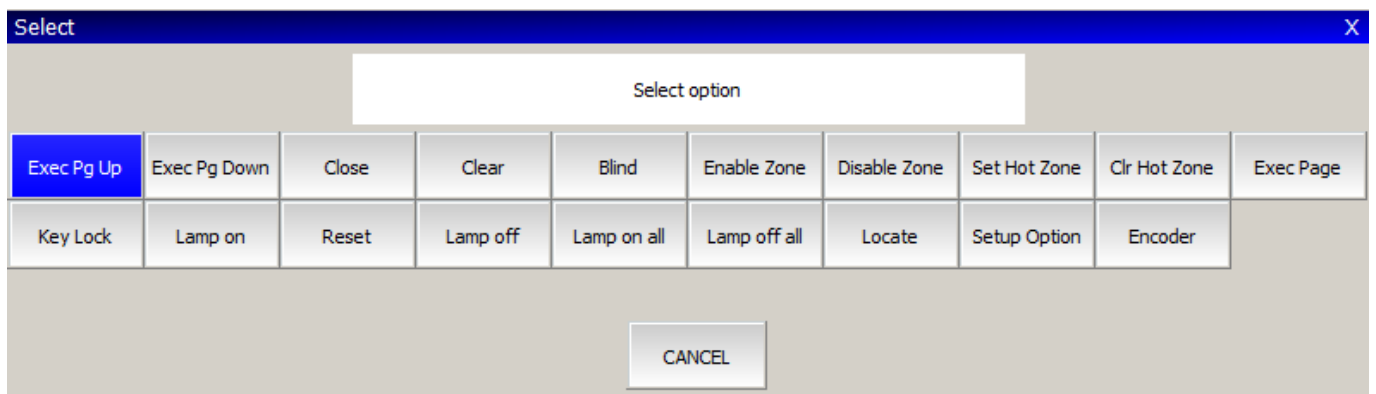 Select X
Select option
Exec Pg Up Exec Pg Down Close Clear Blind Enable Zone Disable Zone Set Hot Zone Clr Hot Zone Exec Page
Key Lock Lamp on Reset Lamp off Lamp on all Lamp off all Locate Setup Option Encoder
CANCEL